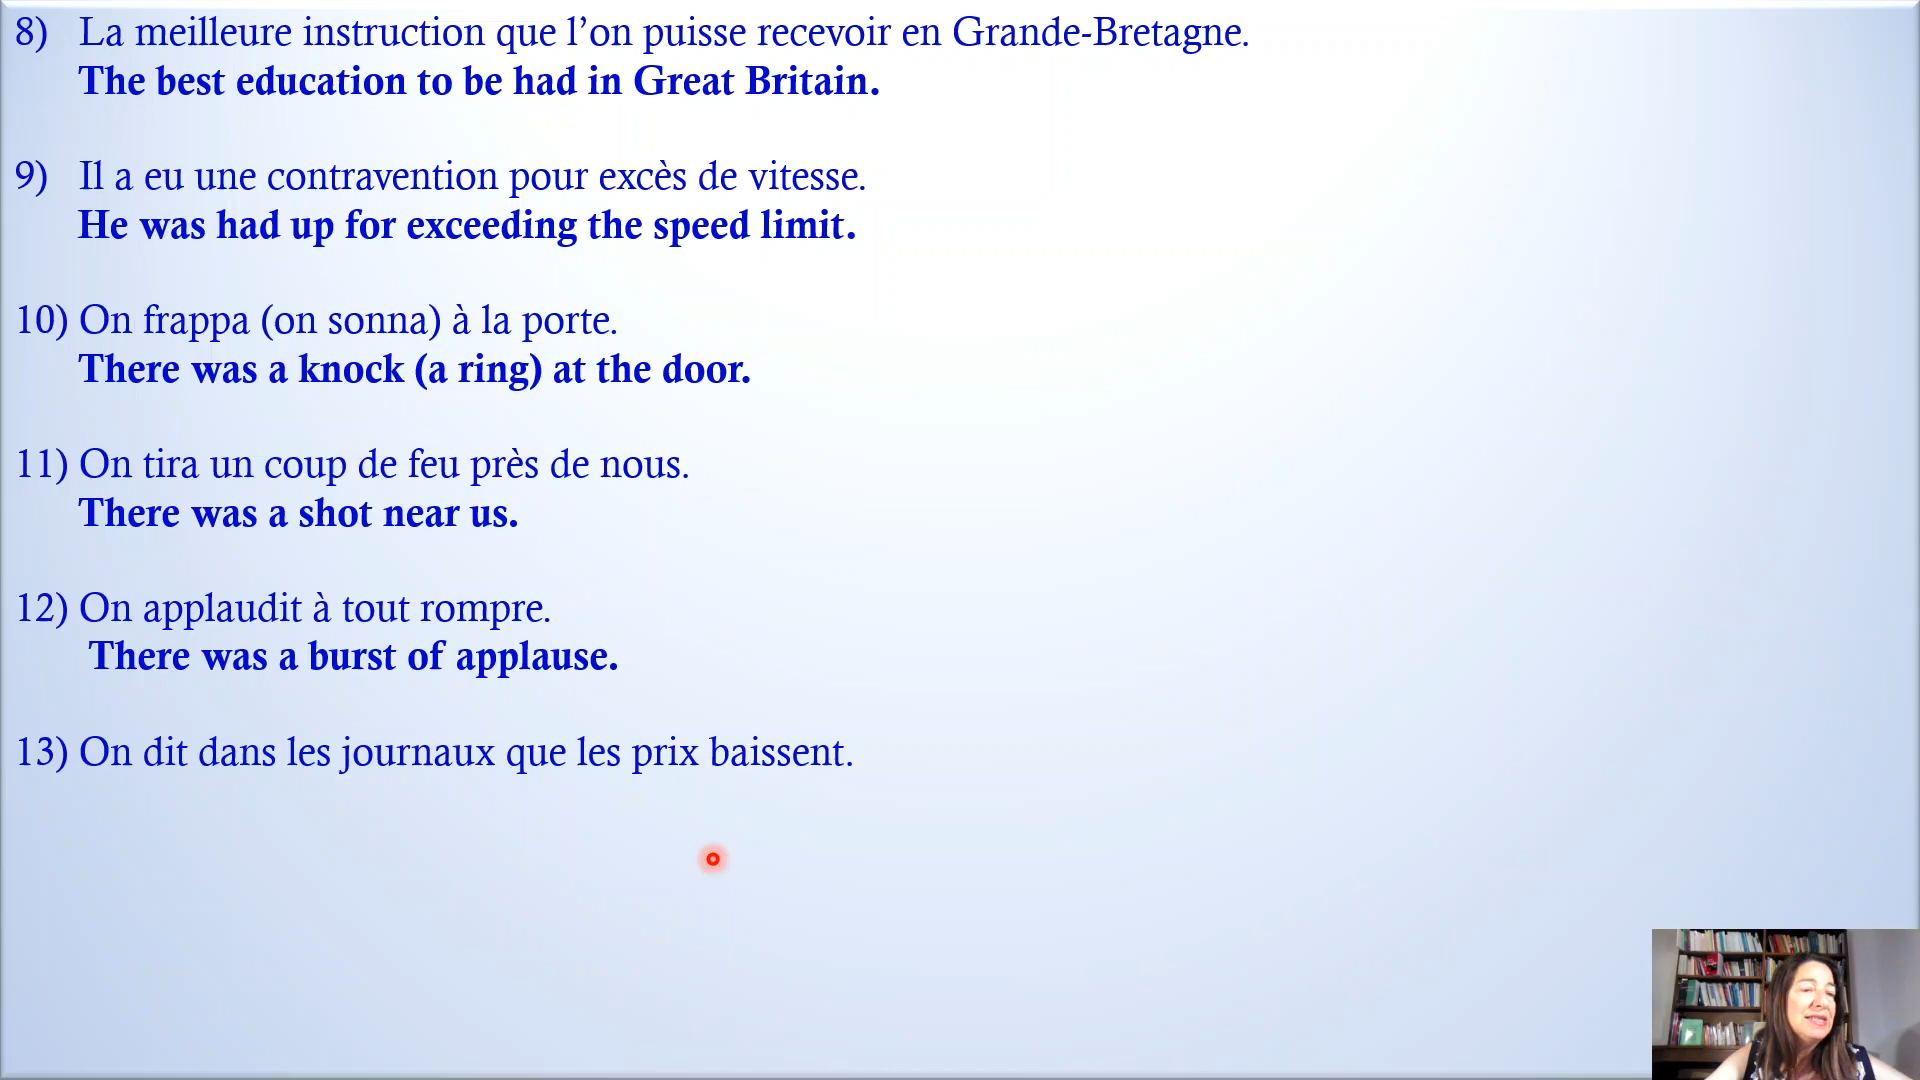 8) La meilleure instruction que l’on puisse recevoir en Grande-Bretagne.
The best education to be had in Great Britain.
9) Il a eu une contravention pour excès de vitesse.
He was had up for exceeding the speed limit.
10) On frappa (on sonna) à la porte.
There was a knock (a ring) at the door.
11) On tira un coup de feu près de nous.
There was a shot near us.
12) On applaudit à tout rompre.
There was a burst of applause.
13) On dit dans les journaux que les prix baissent.